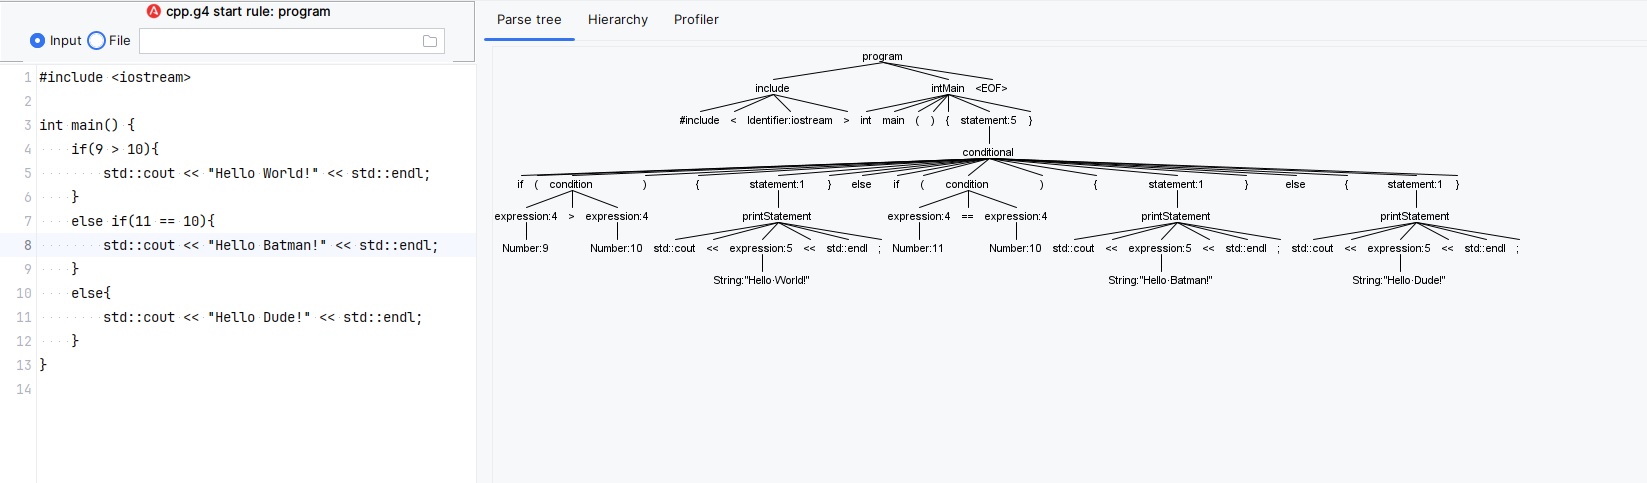 cpp.g4 start rule: program
Input File
1 #include <iostream>
2
3 int main() {
4 if(9 > 10){
5 std::cout << "Hello World!" << std::endl;
6 }
7 else if(11 == 10){
8 std::cout << "Hello Batman!" << std::endl;
9 }
10 else{
11 std::cout << "Hello Dude!" << std::endl;
12 }
13 }
14
Parse tree Hierarchy Profiler
program
include intMain <EOF>
#include < Identifier:iostream > int main ( ) { statement:5 }
conditional
if ( condition ) { statement:1 } else if ( condition ) { statement:1 } else { statement:1 }
expression:4 > expression:4 printStatement expression:4 == expression:4 printStatement printStatement
Number:9 Number:10 std::cout << expression:5 << std::endl ; Number:11 Number:10 std::cout << expression:5 << std::endl ; std::cout << expression:5 << std::endl ;
String:"Hello·World!" String:"Hello·Batman!" String:"Hello·Dude!"